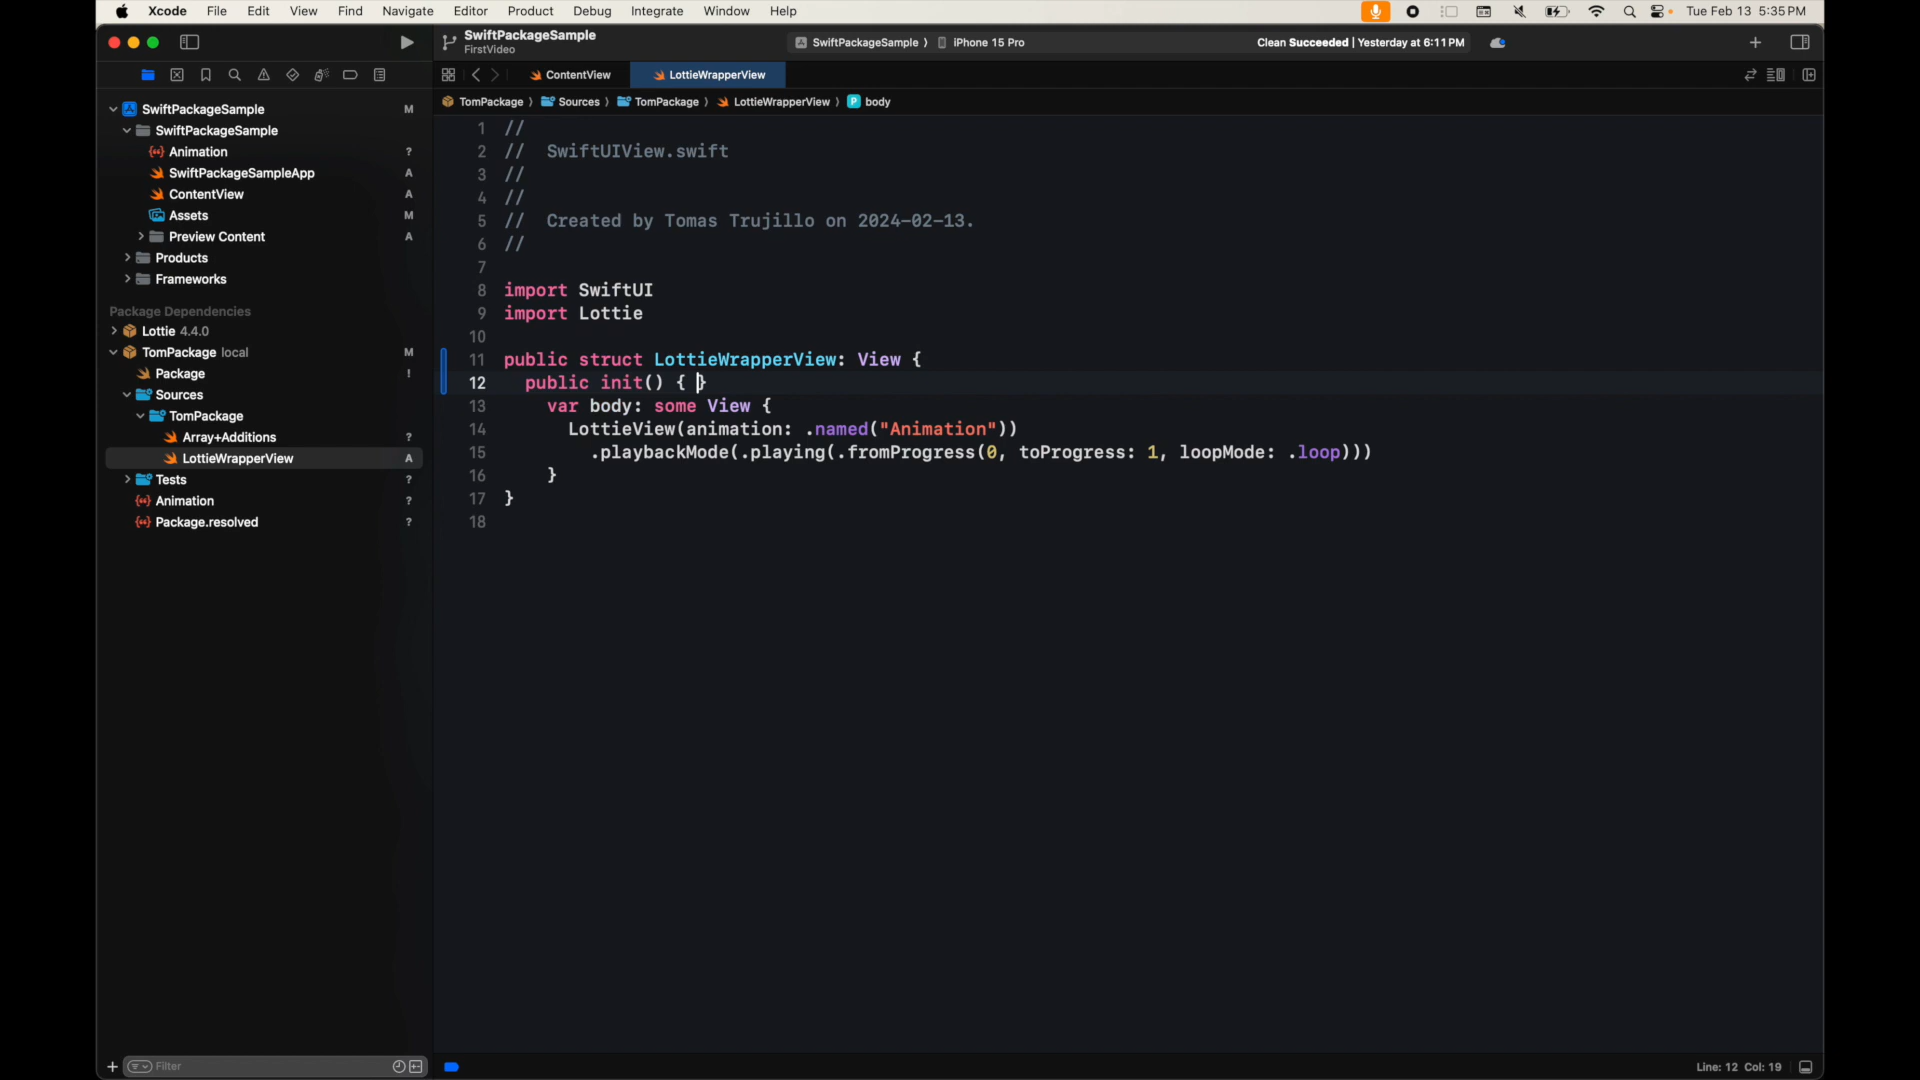 Xcode File Edit View Find Navigate Editor Product Debug Integrate Window Help Tue Feb 13 5:35 PM
SwiftPackageSample
FirstVideo
SwiftPackageSample 〉 iPhone 15 Pro
Clean Succeeded | Yesterday at 6:11 PM
ContentView
LottieWrapperView
TomPackage 〉 Sources 〉 TomPackage 〉 LottieWrapperView 〉 P body
SwiftPackageSample M
SwiftPackageSample
Animation ?
SwiftPackageSampleApp A
ContentView A
Assets M
Preview Content A
Products
Frameworks
Package Dependencies
Lottie 4.4.0
TomPackage local M
Package !
Sources
TomPackage
Array+Additions ?
LottieWrapperView A
Tests ?
Animation ?
Package.resolved ?
Filter
1 //
2 //  SwiftUIView.swift
3 //
4 //
5 //  Created by Tomas Trujillo on 2024-02-13.
6 //
7
8 import SwiftUI
9 import Lottie
10
11 public struct LottieWrapperView: View {
12   public init() { }
13     var body: some View {
14       LottieView(animation: .named("Animation"))
15         .playbackMode(.playing(.fromProgress(0, toProgress: 1, loopMode: .loop)))
16     }
17 }
18
Line: 12 Col: 19